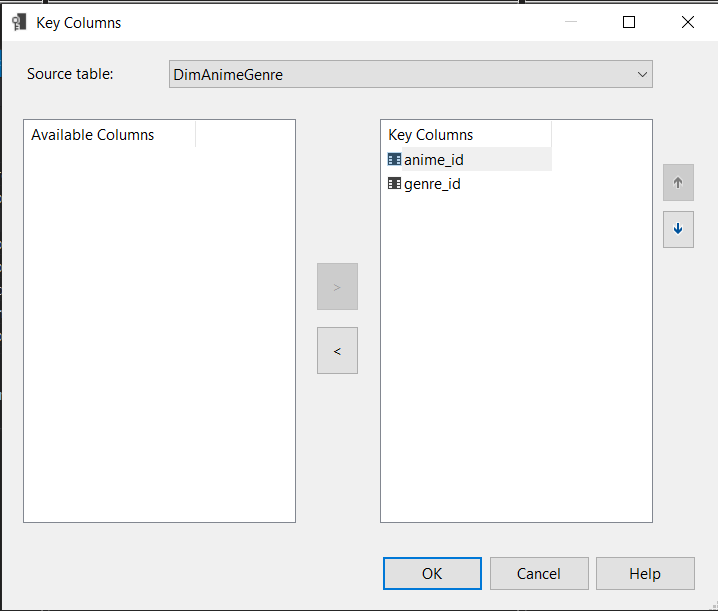 Key Columns
Source table:
DimAnimeGenre
Available Columns
Key Columns
anime_id
genre_id
>
<
OK
Cancel
Help